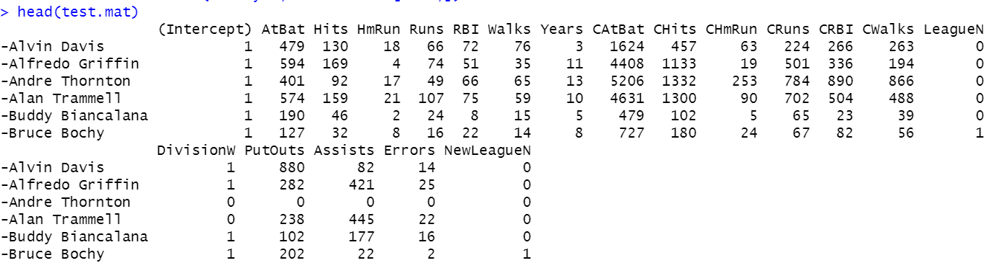 > head(test.mat)
(Intercept) AtBat Hits HmRun Runs RBI Walks Years CAtBat CHits CHmRun CRuns CRBI CWalks LeagueN
-Alvin Davis 1 479 130 18 66 72 76 3 1624 457 63 224 266 263 0
-Alfredo Griffin 1 594 169 4 74 51 35 11 4408 1133 19 501 336 194 0
-Andre Thornton 1 401 92 17 49 66 65 13 5206 1332 253 784 890 866 0
-Alan Trammell 1 574 159 21 107 75 59 10 4631 1300 90 702 504 488 0
-Buddy Biancalana 1 190 46 2 24 8 15 5 479 102 5 65 23 39 0
-Bruce Bochy 1 127 32 8 16 22 14 8 727 180 24 67 82 56 1
DivisionW PutOuts Assists Errors NewLeagueN
-Alvin Davis 1 880 82 14 0
-Alfredo Griffin 1 282 421 25 0
-Andre Thornton 0 0 0 0 0
-Alan Trammell 0 238 445 22 0
-Buddy Biancalana 1 102 177 16 0
-Bruce Bochy 1 202 22 2 1